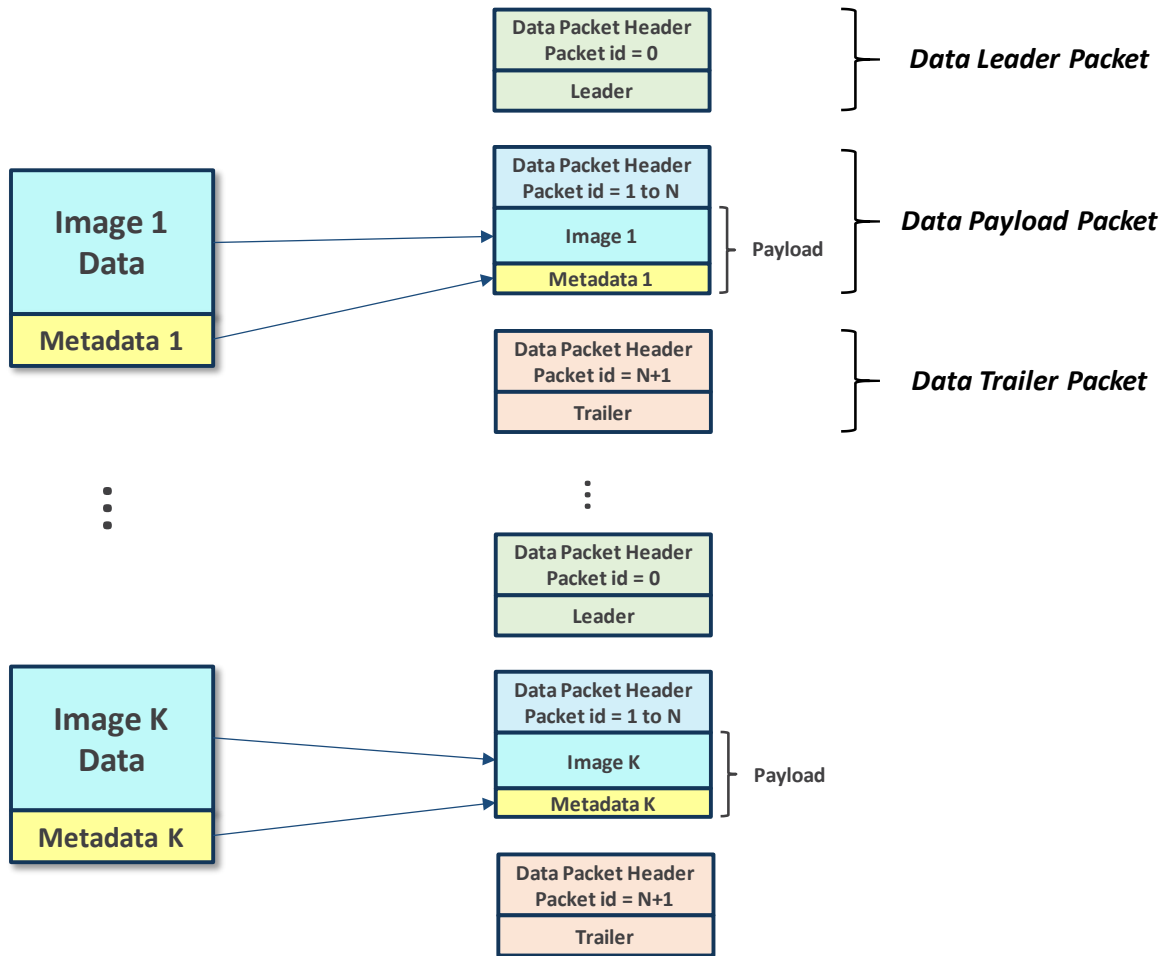 Data Packet Header
Packet id = 0
Leader
Data Leader Packet
Image 1
Data
Metadata 1
Data Packet Header
Packet id = 1 to N
Image 1
Metadata 1
Payload
Data Payload Packet
Data Packet Header
Packet id = N+1
Trailer
Data Trailer Packet
Data Packet Header
Packet id = 0
Leader
Image K
Data
Metadata K
Data Packet Header
Packet id = 1 to N
Image K
Metadata K
Payload
Data Packet Header
Packet id = N+1
Trailer